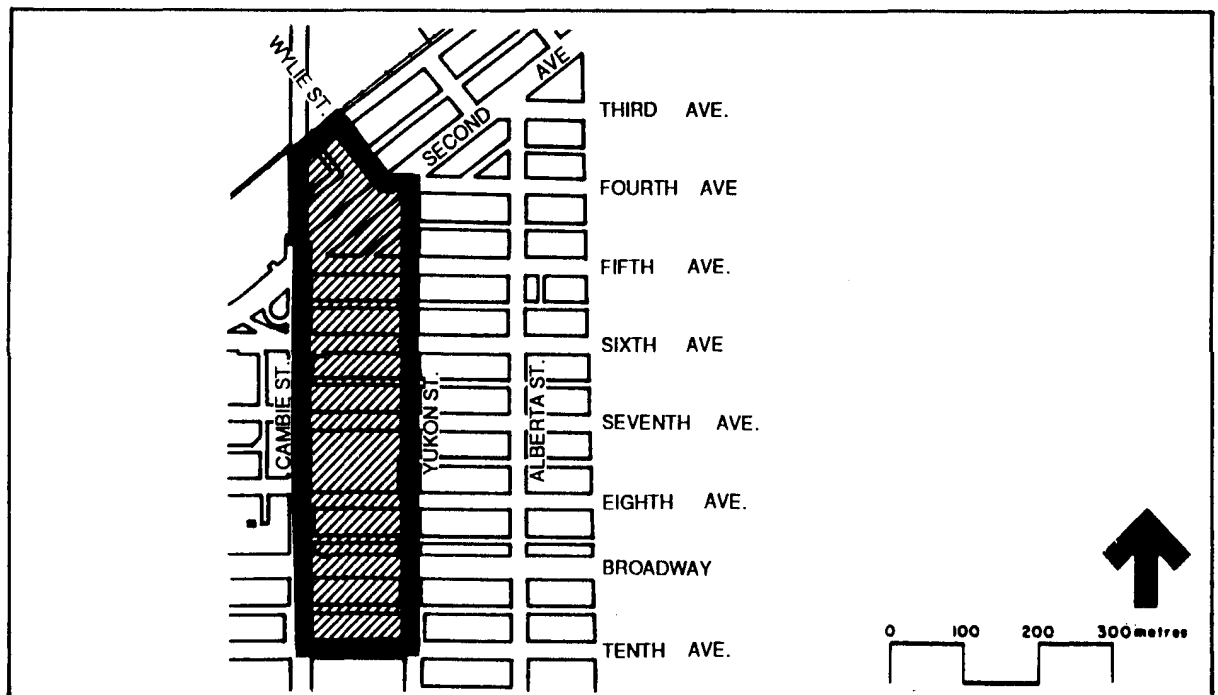 WYLIE ST.
SECOND AVE
THIRD AVE.
FOURTH AVE
FIFTH AVE.
SIXTH AVE
CAMBIE ST.
YUKON ST.
ALBERTA ST.
SEVENTH AVE.
EIGHTH AVE.
BROADWAY
TENTH AVE.
0 100 200 300 metres